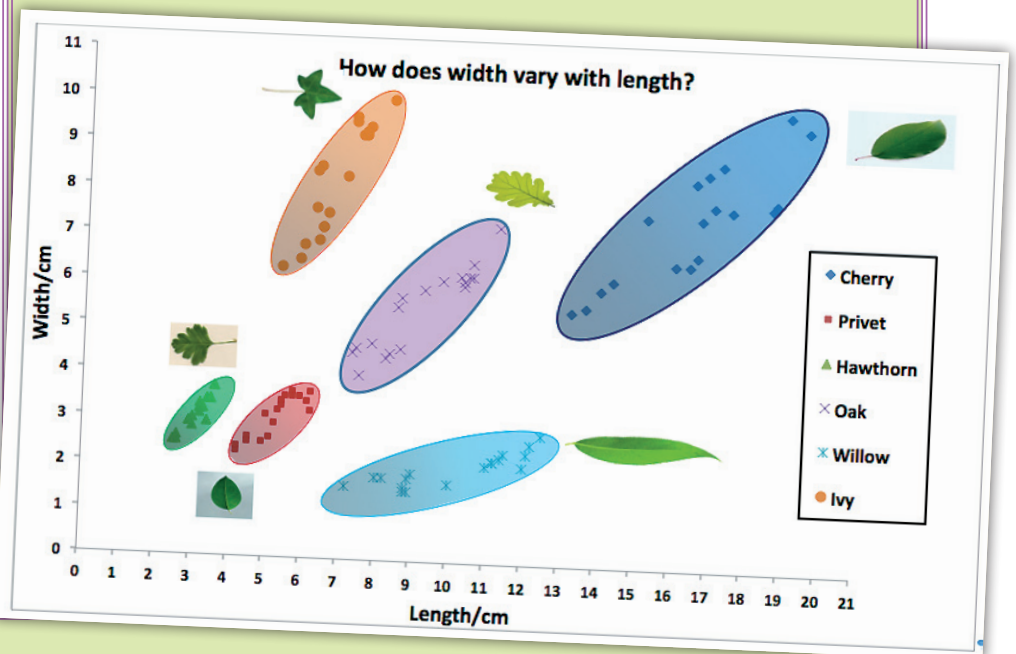 How does width vary with length?
Width/cm
11
10
9
8
7
6
5
4
3
2
1
0
0 1 2 3 4 5 6 7 8 9 10 11 12 13 14 15 16 17 18 19 20 21
Length/cm
Cherry
Privet
Hawthorn
Oak
Willow
Ivy